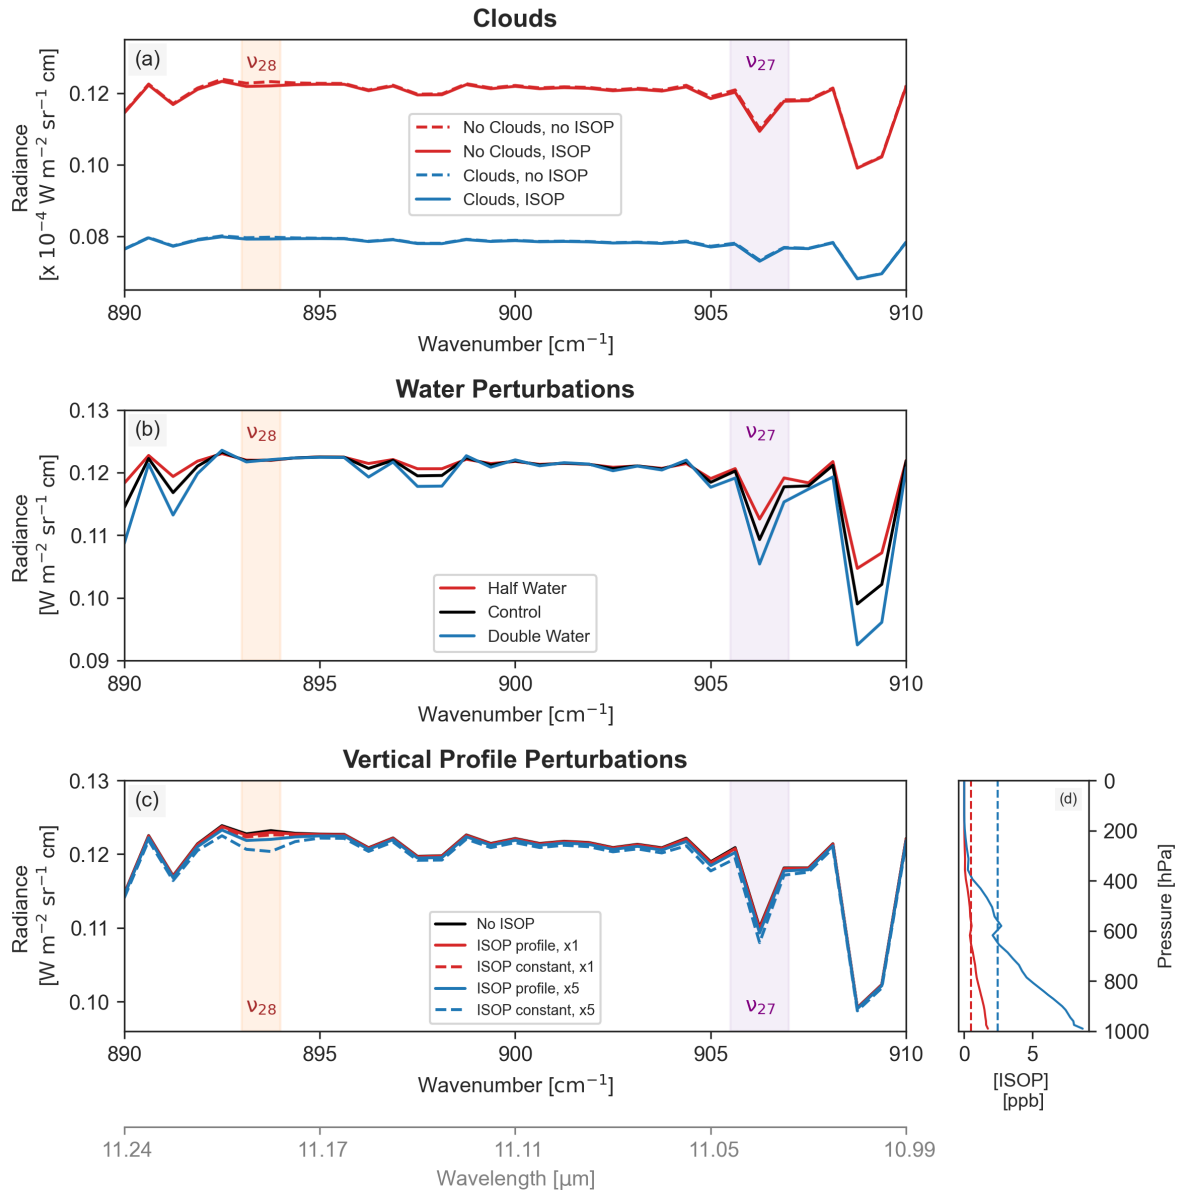 Clouds
(a)
ν28
ν27
0.12
0.10
0.08
Radiance
[x 10−4 W m−2 sr−1 cm]
No Clouds, no ISOP
No Clouds, ISOP
Clouds, no ISOP
Clouds, ISOP
890 895 900 905 910
Wavenumber [cm−1]
Water Perturbations
(b)
ν28
ν27
0.13
0.12
0.11
0.10
0.09
Radiance
[W m−2 sr−1 cm]
Half Water
Control
Double Water
890 895 900 905 910
Wavenumber [cm−1]
Vertical Profile Perturbations
(c)
0.13
0.12
0.11
0.10
Radiance
[W m−2 sr−1 cm]
No ISOP
ISOP profile, x1
ISOP constant, x1
ISOP profile, x5
ISOP constant, x5
ν28
ν27
890 895 900 905 910
Wavenumber [cm−1]
(d)
0
200
400
600
800
1000
Pressure [hPa]
0 5
[ISOP]
[ppb]
11.24 11.17 11.11 11.05 10.99
Wavelength [μm]